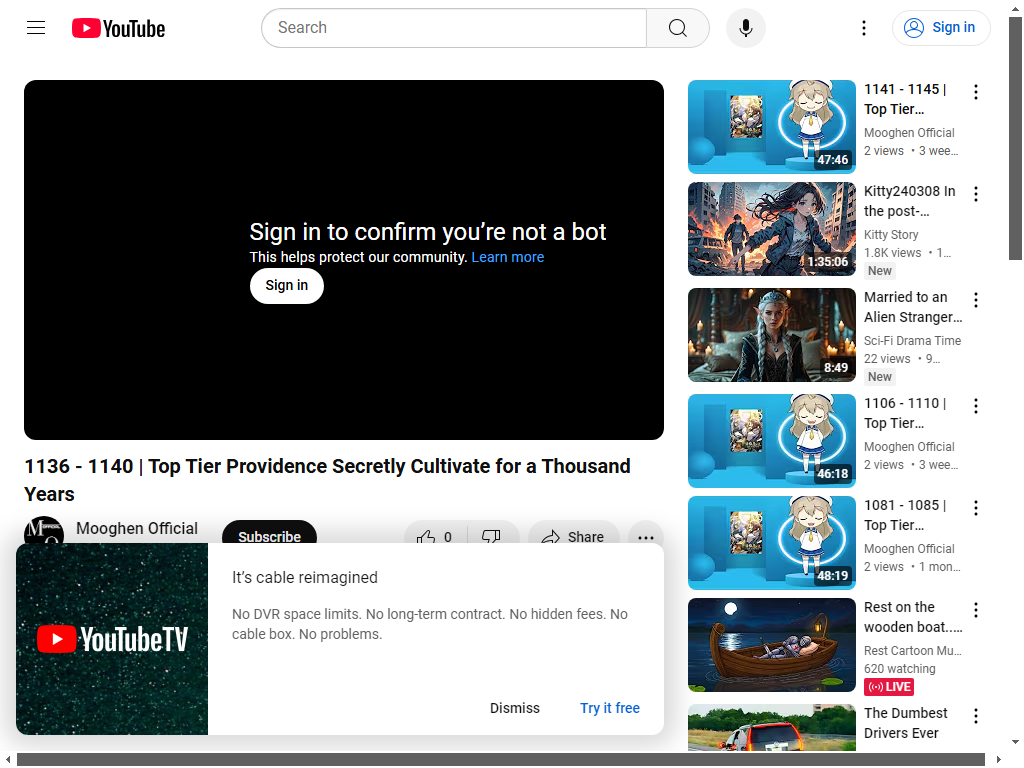 YouTube
Search
Sign in
Sign in to confirm you’re not a bot
This helps protect our community. Learn more
Sign in
1136 - 1140 | Top Tier Providence Secretly Cultivate for a Thousand
Years
Mooghen Official
Subscribe
0
Share
YouTubeTV
It’s cable reimagined
No DVR space limits. No long-term contract. No hidden fees. No
cable box. No problems.
Dismiss
Try it free
47:46
1141 - 1145 |
Top Tier…
Mooghen Official
2 views • 3 wee…
1:35:06
Kitty240308 In
the post-…
Kitty Story
1.8K views • 1…
New
8:49
Married to an
Alien Stranger…
Sci-Fi Drama Time
22 views • 9…
New
46:18
1106 - 1110 |
Top Tier…
Mooghen Official
2 views • 3 wee…
48:19
1081 - 1085 |
Top Tier…
Mooghen Official
2 views • 1 mon…
Rest on the
wooden boat.…
Rest Cartoon Mu…
620 watching
LIVE
The Dumbest
Drivers Ever